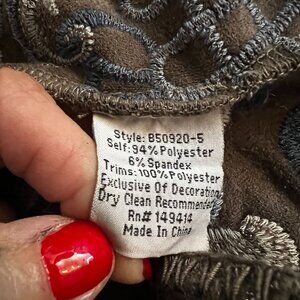 Style: B50920-5
Self: 94% Polyester
6% Spandex
Trims: 100% Polyester
Exclusive Of Decoration
Dry Clean Recommended
Rn# 149414
Made In China